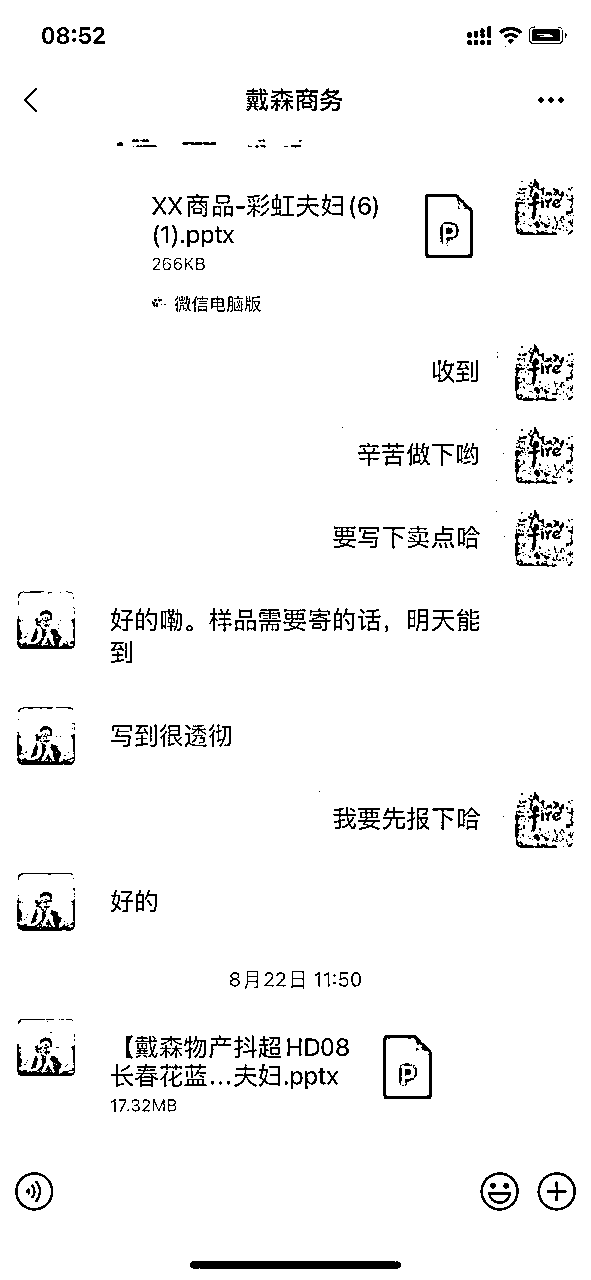 08:52
戴森商务
XX商品-彩虹夫妇(6)
(1).pptx
266KB
微信电脑版
收到
辛苦做下哟
要写下卖点哈
好的嘞。样品需要寄的话，明天能
到
写到很透彻
我要先报下哈
好的
8月22日 11:50
【戴森物产抖超HD08
长春花蓝...夫妇.pptx
17.32MB